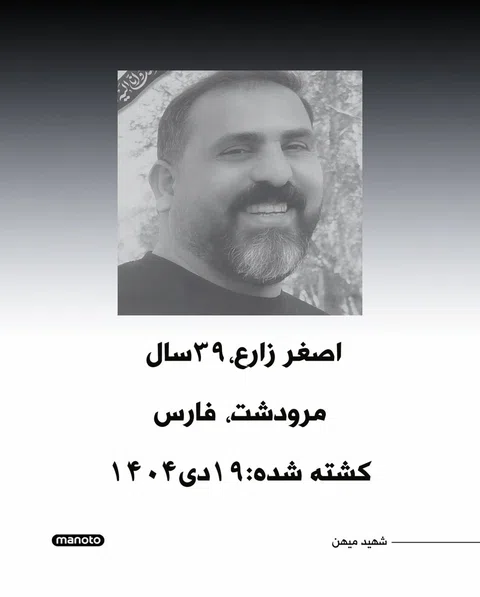 اصغر زارع،۳۹سال
مرودشت، فارس
کشته شده:۱۹دی۱۴۰۴
شهید میهن
manoto